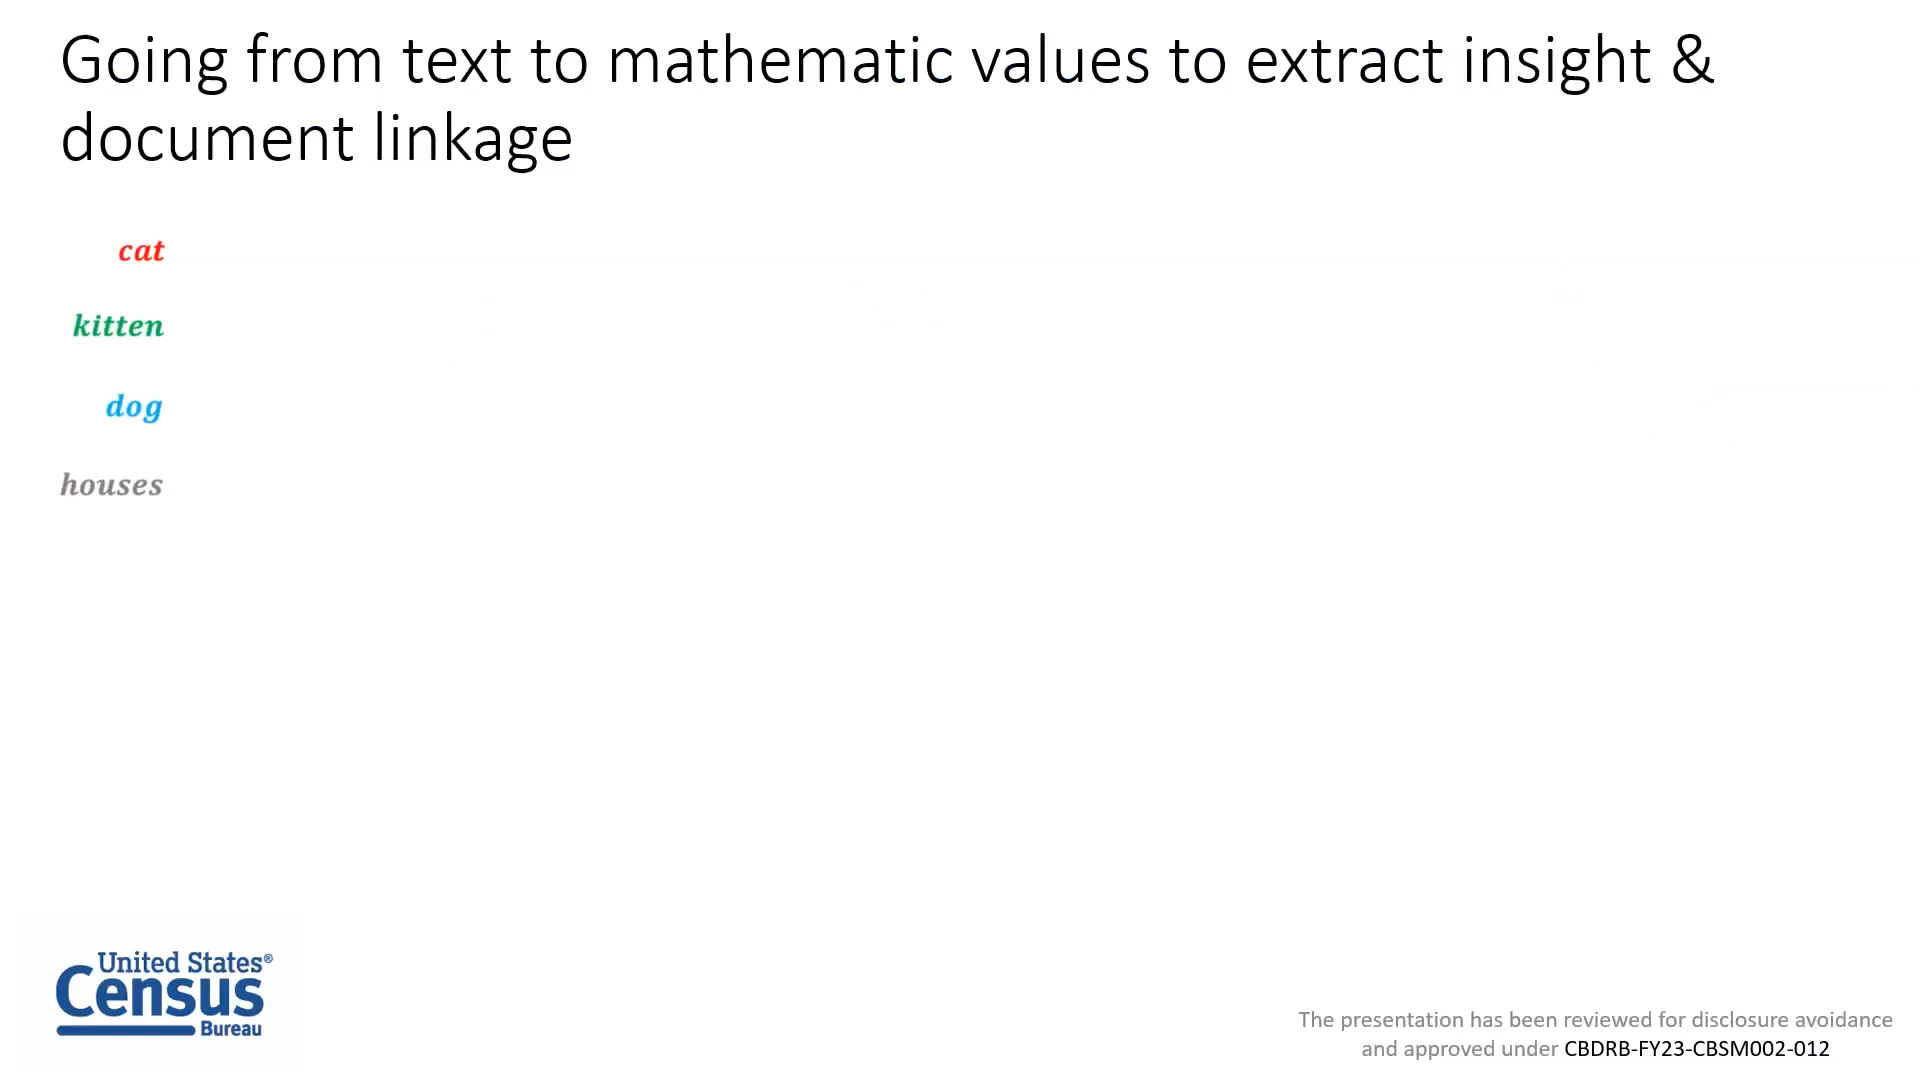 Going from text to mathematic values to extract insight &
document linkage
cat
kitten
dog
houses
United States®
Census
Bureau
The presentation has been reviewed for disclosure avoidance
and approved under CBDRB-FY23-CBSM002-012